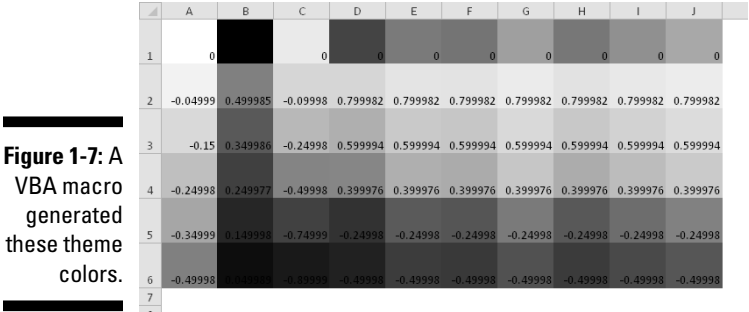 A B C D E F G H I J
1 0 0 0 0 0 0 0 0 0
2 -0.04999 0.499985 -0.09998 0.799982 0.799982 0.799982 0.799982 0.799982 0.799982 0.799982
3 -0.15 0.349986 -0.24998 0.599994 0.599994 0.599994 0.599994 0.599994 0.599994 0.599994
4 -0.24998 0.249977 -0.49998 0.399976 0.399976 0.399976 0.399976 0.399976 0.399976 0.399976
5 -0.34999 0.149998 -0.74999 -0.24998 -0.24998 -0.24998 -0.24998 -0.24998 -0.24998 -0.24998
6 -0.49998 -0.89999 -0.49998 -0.49998 -0.49998 -0.49998 -0.49998 -0.49998 -0.49998
7
Figure 1-7: A
VBA macro
generated
these theme
colors.